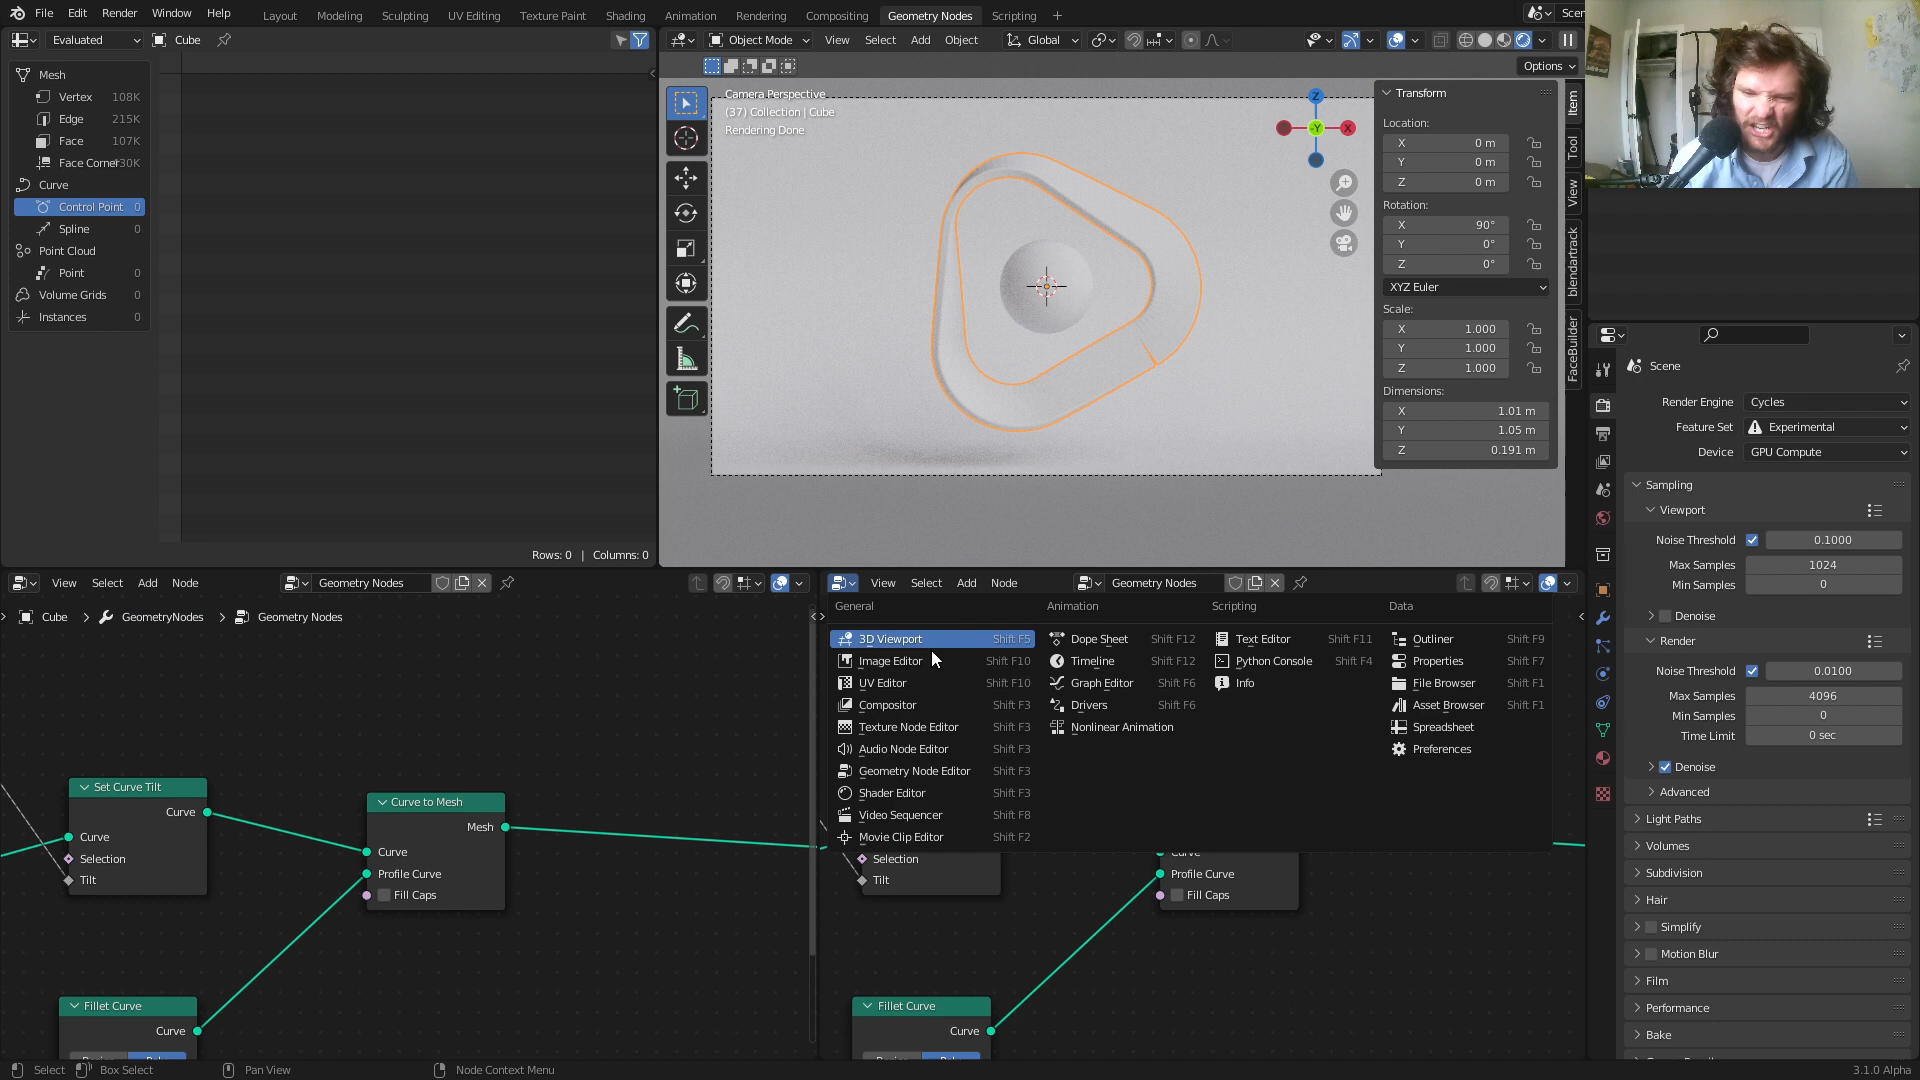 File Edit Render Window Help
Layout Modeling Sculpting UV Editing Texture Paint Shading Animation Rendering Compositing Geometry Nodes Scripting +
Evaluated Cube
Object Mode View Select Add Object Global
Options
Mesh
Vertex 108K
Edge 215K
Face 107K
Face Corner 430K
Curve
Control Point 0
Spline 0
Point Cloud
Point 0
Volume Grids 0
Instances 0
Rows: 0 | Columns: 0
Camera Perspective
(37) Collection | Cube
Rendering Done
Z
-Y
X
Transform
Location:
X 0 m
Y 0 m
Z 0 m
Rotation:
X 90°
Y 0°
Z 0°
XYZ Euler
Scale:
X 1.000
Y 1.000
Z 1.000
Dimensions:
X 1.01 m
Y 1.05 m
Z 0.191 m
Item
Tool
View
blendartrack
FaceBuilder
Scene
Render Engine Cycles
Feature Set Experimental
Device GPU Compute
Sampling
Viewport
Noise Threshold 0.1000
Max Samples 1024
Min Samples 0
Denoise
Render
Noise Threshold 0.0100
Max Samples 4096
Min Samples 0
Time Limit 0 sec
Denoise
Advanced
Light Paths
Volumes
Subdivision
Hair
Simplify
Motion Blur
Film
Performance
Bake
View Select Add Node Geometry Nodes
Cube > GeometryNodes > Geometry Nodes
Set Curve Tilt
Curve
Curve
Selection
Tilt
Curve to Mesh
Mesh
Curve
Profile Curve
Fill Caps
Fillet Curve
Curve
View Select Add Node Geometry Nodes
General
3D Viewport Shift F5
Image Editor Shift F10
UV Editor Shift F10
Compositor Shift F3
Texture Node Editor Shift F3
Audio Node Editor Shift F3
Geometry Node Editor Shift F3
Shader Editor Shift F3
Video Sequencer Shift F8
Movie Clip Editor Shift F2
Animation
Dope Sheet Shift F12
Timeline Shift F12
Graph Editor Shift F6
Drivers Shift F6
Nonlinear Animation
Scripting
Text Editor Shift F11
Python Console Shift F4
Info
Data
Outliner Shift F9
Properties Shift F7
File Browser Shift F1
Asset Browser Shift F1
Spreadsheet
Preferences
Selection
Tilt
Curve
Profile Curve
Fill Caps
Fillet Curve
Curve
Select Box Select Pan View Node Context Menu
3.1.0 Alpha